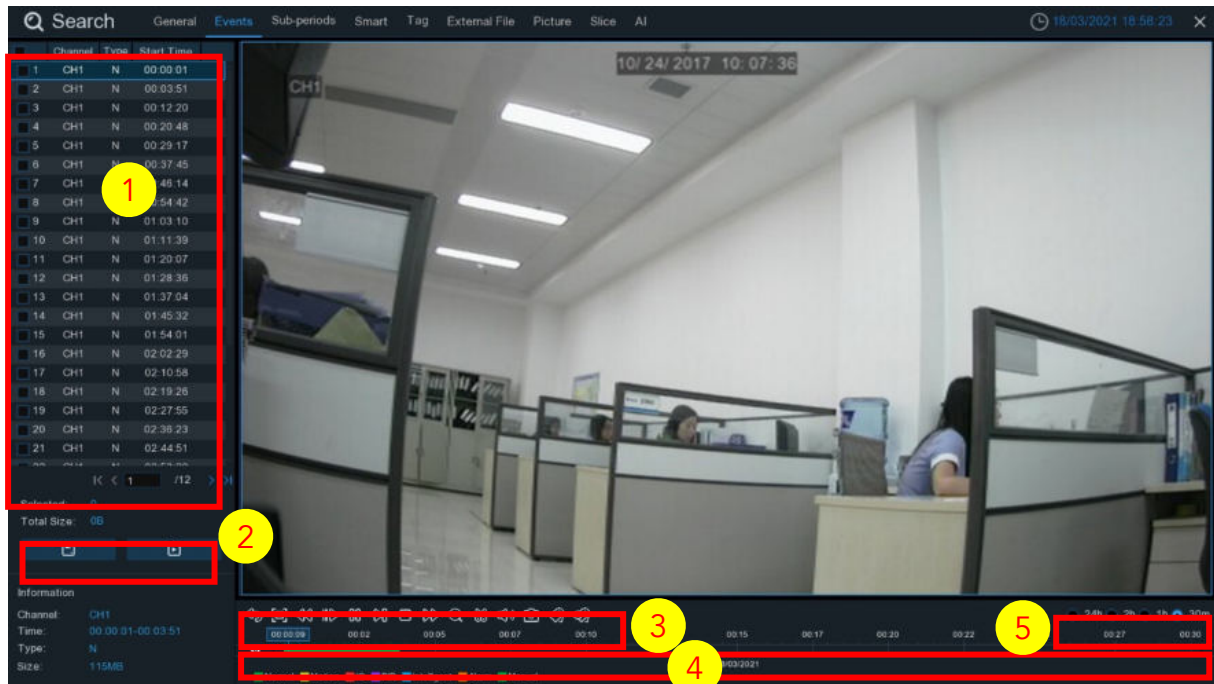 Search General Events Sub-periods Smart Tag External File Picture Slice AI 18/03/2021 18:58:23
Channel Type Start Time
1 CH1 N 00:00:01
2 CH1 N 00:03:51
3 CH1 N 00:12:20
4 CH1 N 00:20:48
5 CH1 N 00:29:17
6 CH1 00:37:45
7 CH1 46:14
8 CH1 54:42
9 CH1 N 01:03:10
10 CH1 N 01:11:39
11 CH1 N 01:20:07
12 CH1 N 01:28:36
13 CH1 N 01:37:04
14 CH1 N 01:45:32
15 CH1 N 01:54:01
16 CH1 N 02:02:29
17 CH1 N 02:10:58
18 CH1 N 02:19:26
19 CH1 N 02:27:55
20 CH1 N 02:36:23
21 CH1 N 02:44:51
1 /12
Total Size: 0B
Information
Channel: CH1
Time: 00:00:01-00:03:51
Type: N
Size: 115MB
10/24/2017 10:07:36
CH1
1
2
3
4
5
24h 2h 1h 30m
00:00:09 00:02 00:05 00:07 00:10 00:15 00:17 00:20 00:22 00:27 00:30
/03/2021